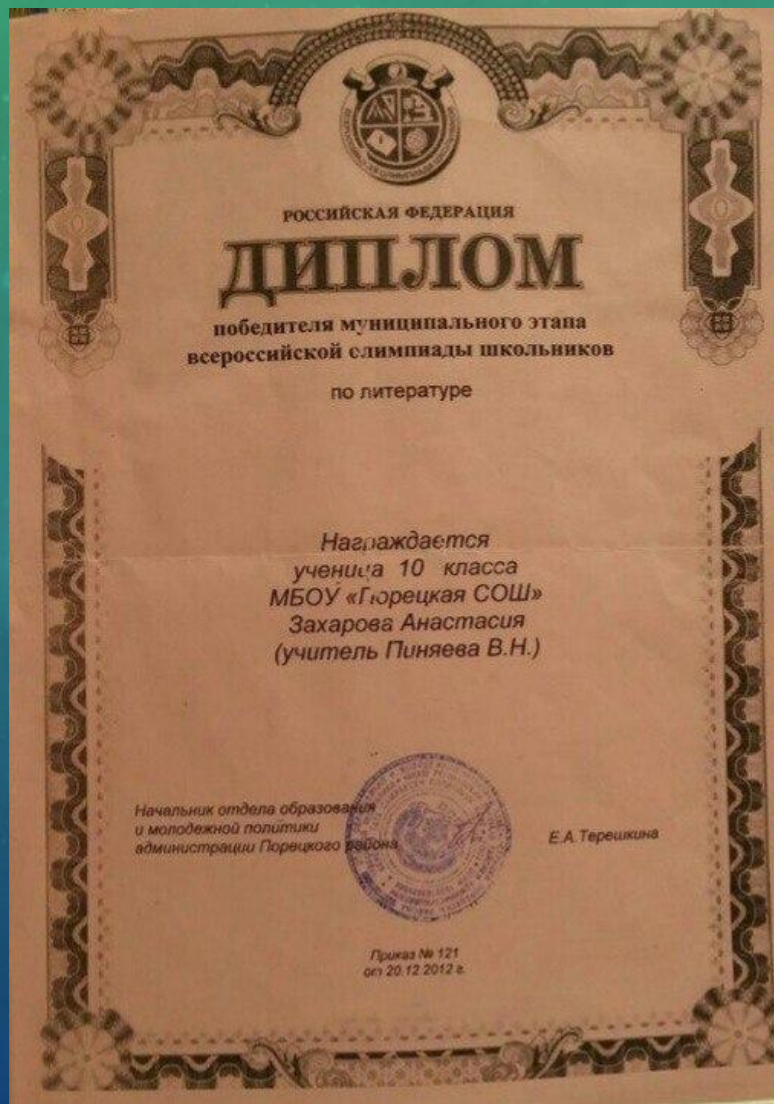 РОССИЙСКАЯ ФЕДЕРАЦИЯ
ДИПЛОМ
победителя муниципального этапа
всероссийской олимпиады школьников
по литературе
Награждается
ученица 10 класса
МБОУ «Порецкая СОШ»
Захарова Анастасия
(учитель Пиняева В.Н.)
Начальник отдела образования
и молодежной политики
администрации Порецкого района
Е.А.Терешкина
Приказ № 121
от 20.12.2012 г.